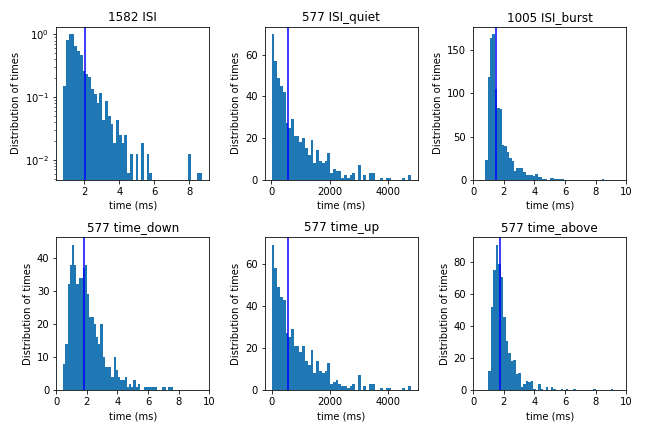 1582 ISI
577 ISI_quiet
1005 ISI_burst
Distribution of times
10⁰
10⁻¹
10⁻²
2 4 6 8
time (ms)
Distribution of times
60
40
20
0
0 2000 4000
time (ms)
Distribution of times
150
100
50
0
0 2 4 6 8 10
time (ms)
577 time_down
577 time_up
577 time_above
Distribution of times
40
30
20
10
0
0 2 4 6 8 10
time (ms)
Distribution of times
60
40
20
0
0 2000 4000
time (ms)
Distribution of times
80
60
40
20
0
0 2 4 6 8 10
time (ms)